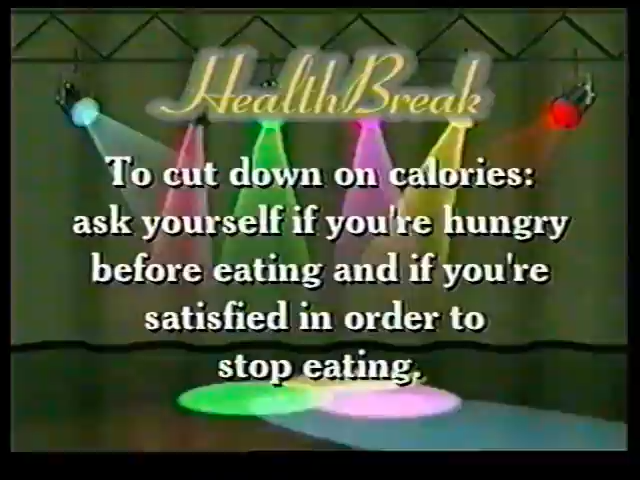 HealthBreak
To cut down on calories:
ask yourself if you're hungry
before eating and if you're
satisfied in order to
stop eating.